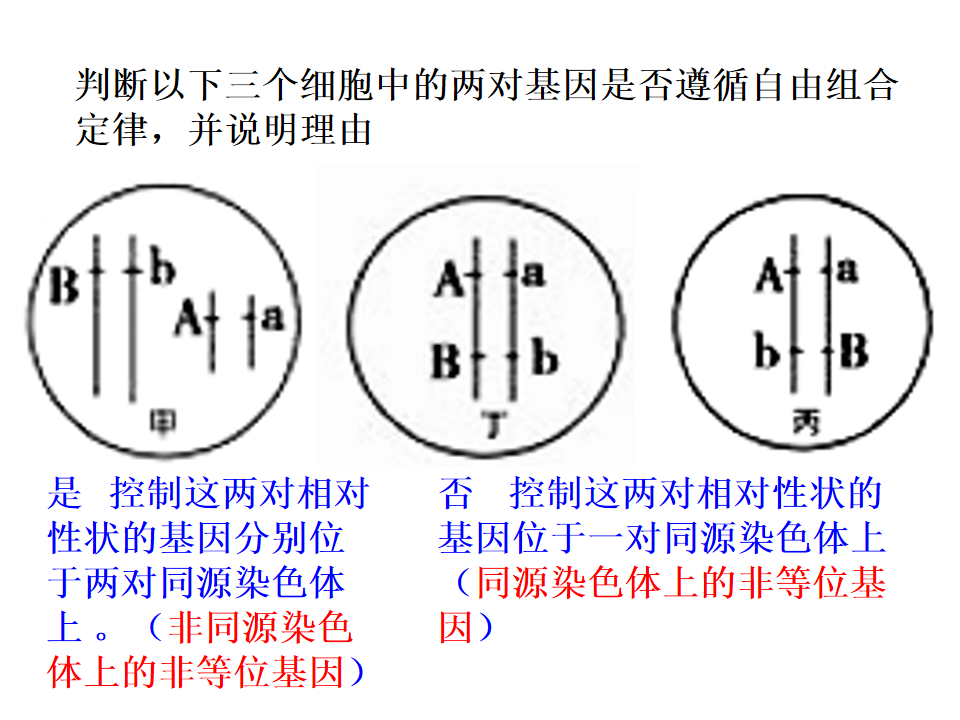 判断以下三个细胞中的两对基因是否遵循自由组合
定律，并说明理由
B b
A a
甲
A a
B b
丁
A a
b B
丙
是 控制这两对相对
性状的基因分别位
于两对同源染色体
上 。（非同源染色
体上的非等位基因）
否 控制这两对相对性状的
基因位于一对同源染色体上
（同源染色体上的非等位基
因）